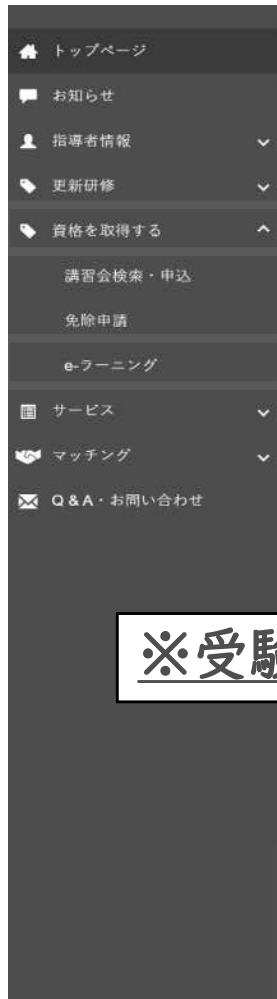 トップページ
お知らせ
指導者情報
更新研修
資格を取得する
講習会検索・申込
免除申請
e-ラーニング
サービス
マッチング
Q&A・お問い合わせ
※受験